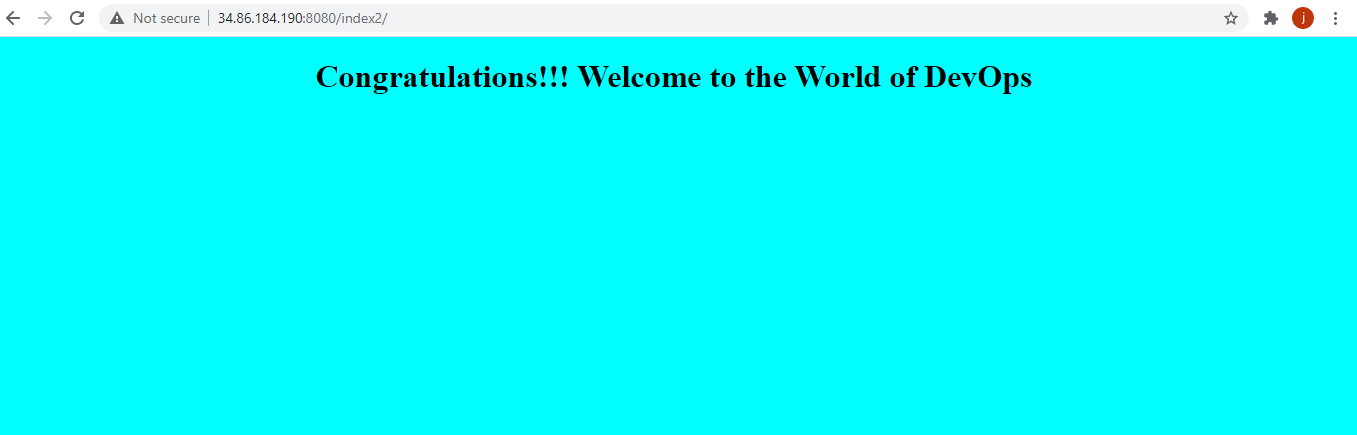 Not secure 34.86.184.190:8080/index2/
j
Congratulations!!! Welcome to the World of DevOps